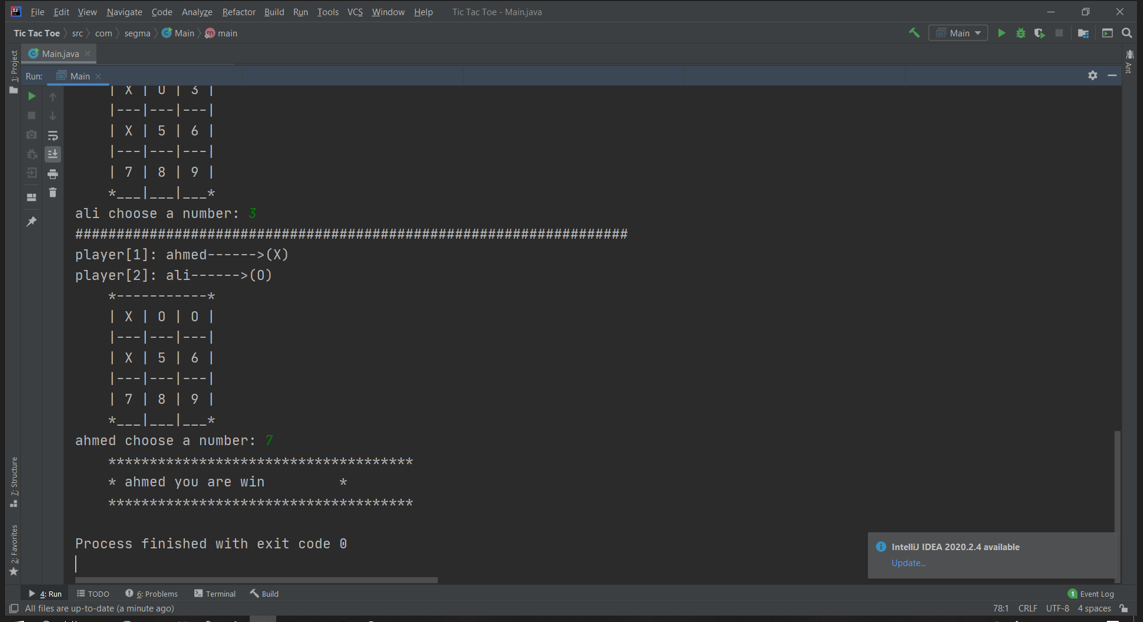 File Edit View Navigate Code Analyze Refactor Build Run Tools VCS Window Help Tic Tac Toe - Main.java
Tic Tac Toe src com segma Main main Main
Main.java
1: Project
Ant
Run: Main
| X | O | 3 |
|---|---|---|
| X | 5 | 6 |
|---|---|---|
| 7 | 8 | 9 |
*___|___|___*
ali choose a number: 3
###################################################################
player[1]: ahmed------>(X)
player[2]: ali------>(O)
*-----------*
| X | O | O |
|---|---|---|
| X | 5 | 6 |
|---|---|---|
| 7 | 8 | 9 |
*___|___|___*
ahmed choose a number: 7
*************************************
* ahmed you are win         *
*************************************
Process finished with exit code 0
7: Structure
2: Favorites
IntelliJ IDEA 2020.2.4 available
Update...
4: Run TODO 6: Problems Terminal Build 1 Event Log
All files are up-to-date (a minute ago) 78:1 CRLF UTF-8 4 spaces